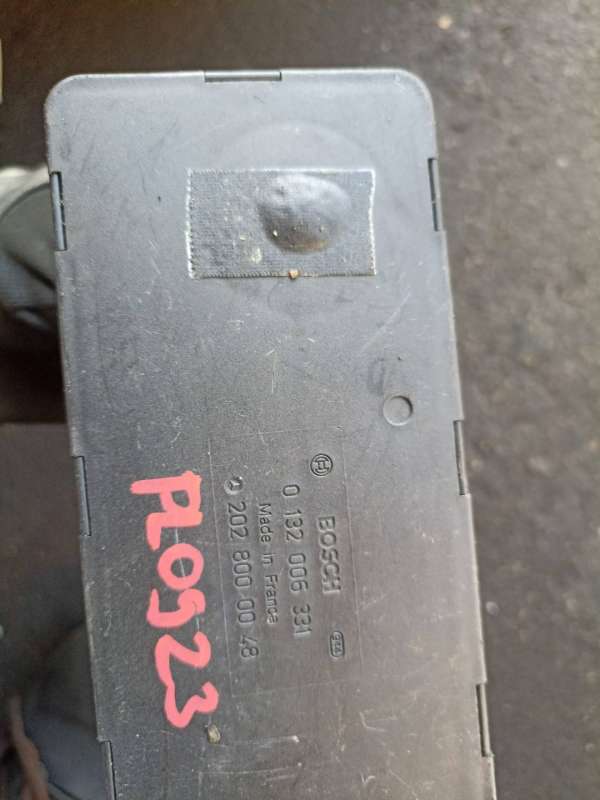 BOSCH
0 132 006 331
Made in France
202 800 00 48
PL0923